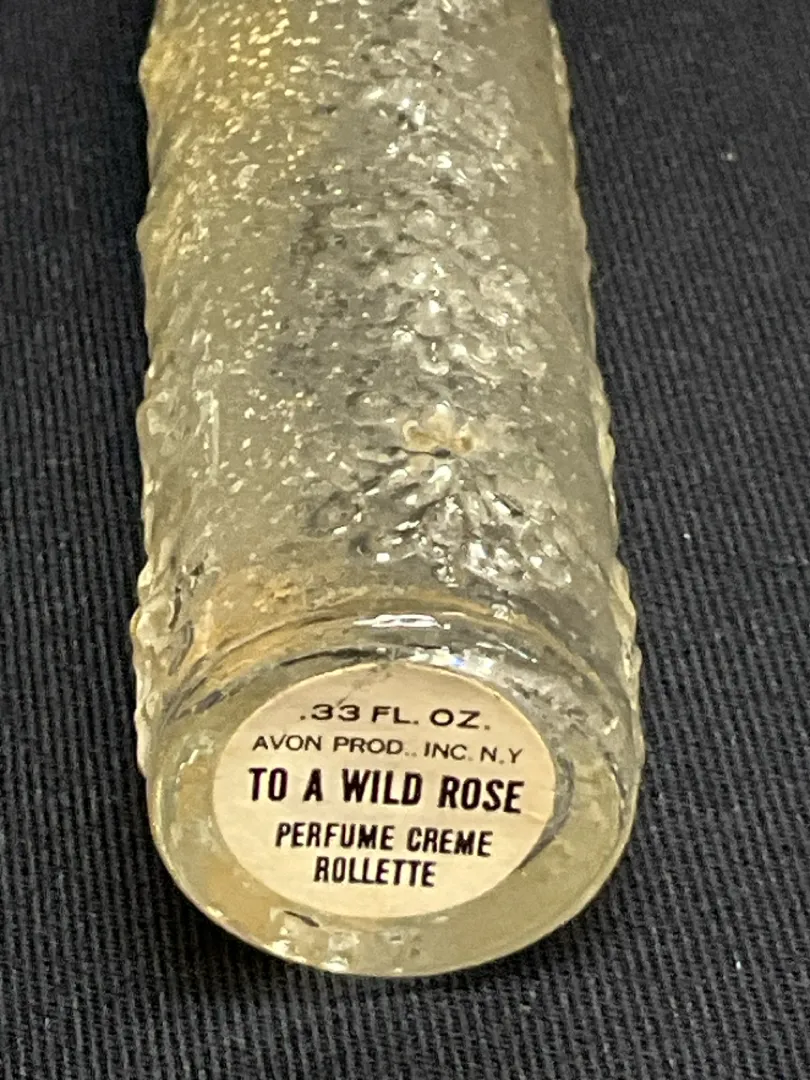 .33 FL. OZ.
AVON PROD., INC. N.Y
TO A WILD ROSE
PERFUME CREME
ROLLETTE